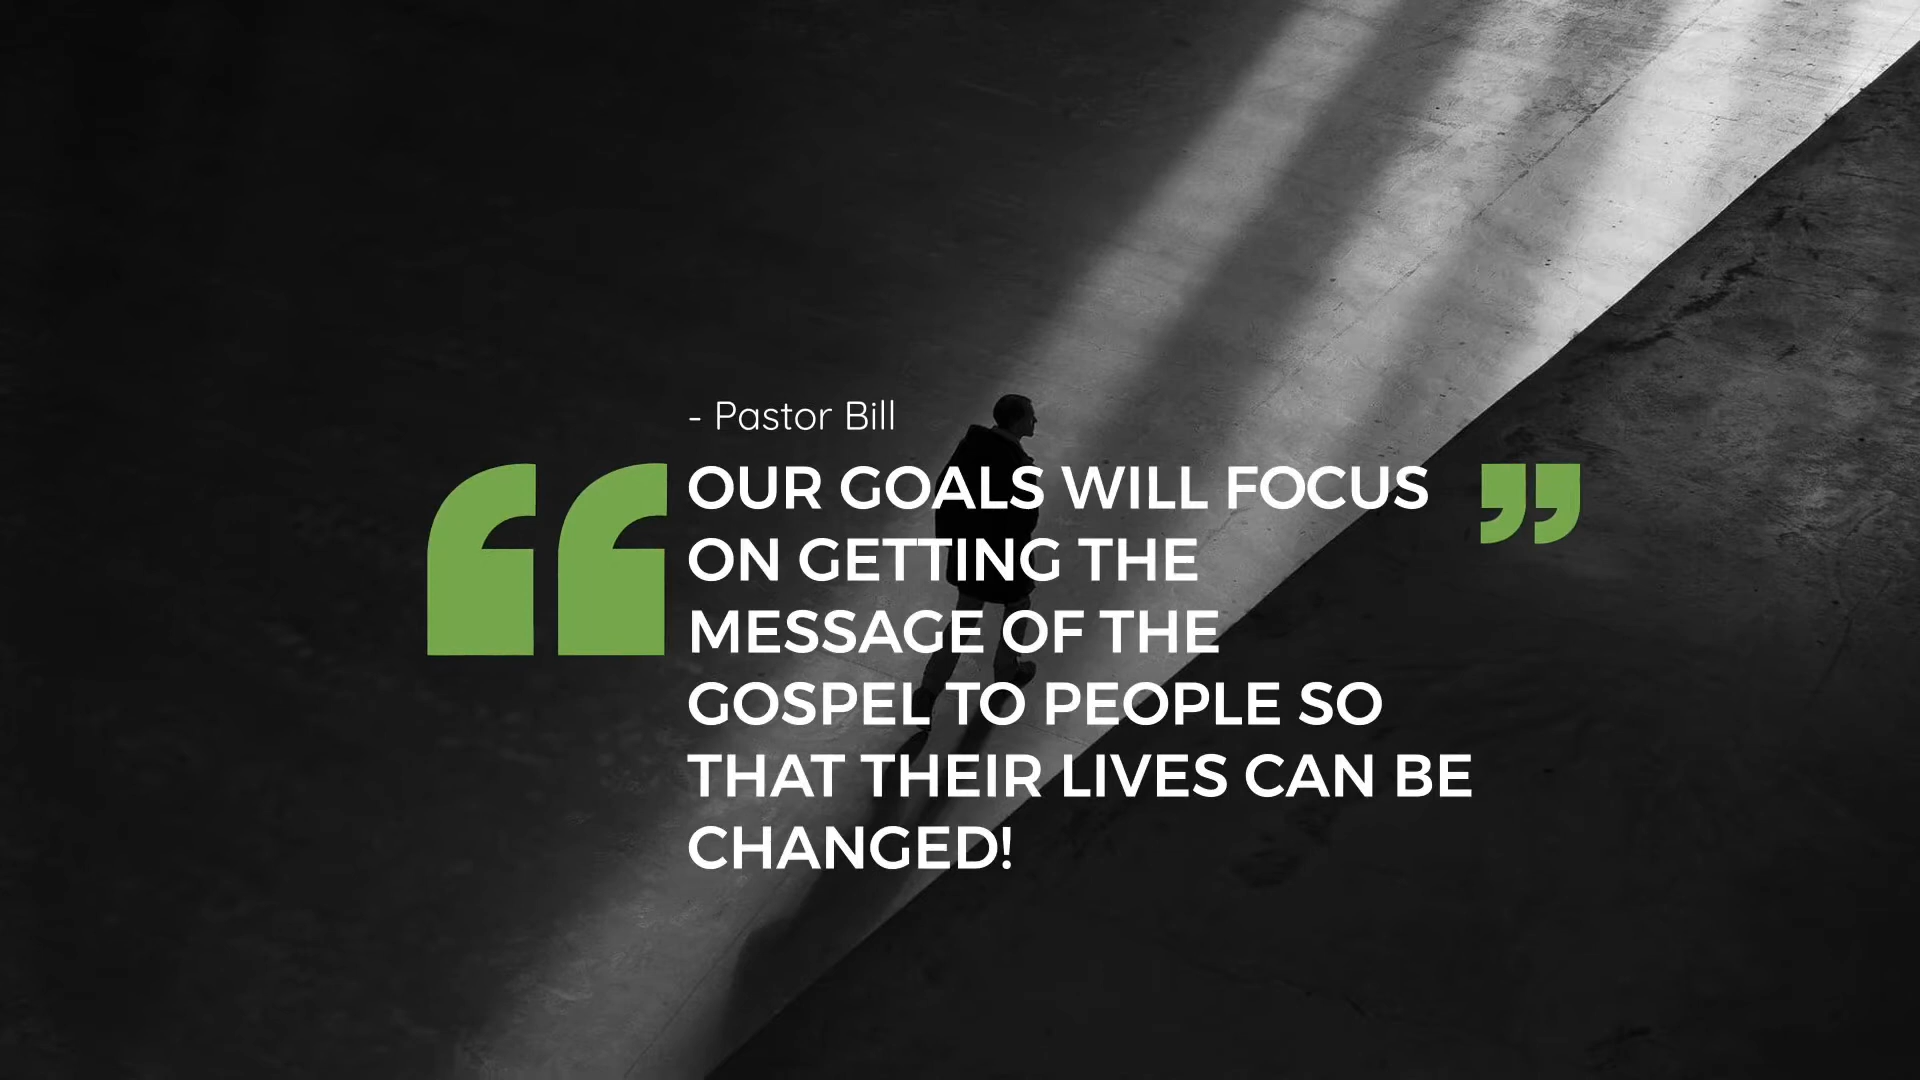 - Pastor Bill
“OUR GOALS WILL FOCUS”
ON GETTING THE
MESSAGE OF THE
GOSPEL TO PEOPLE SO
THAT THEIR LIVES CAN BE
CHANGED!